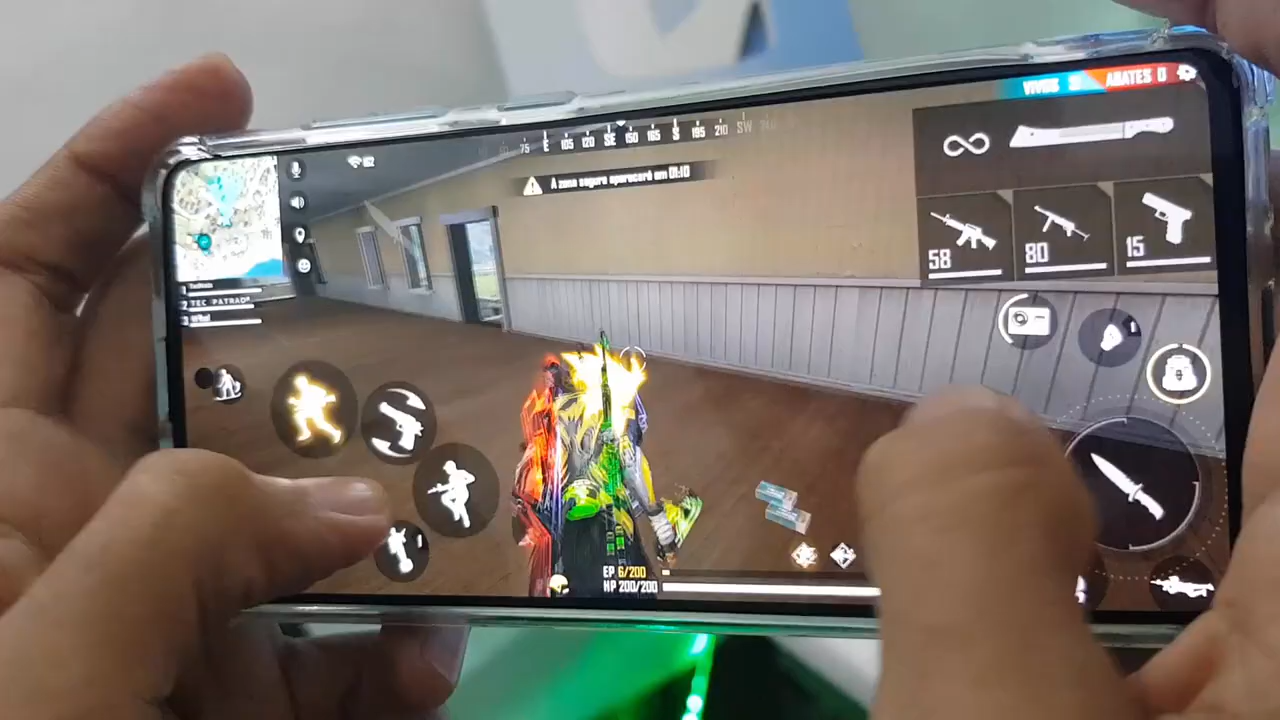 VIVOS
ABATES 0
75 E 105 120 SE 150 165 S 195 210 SW
A zona segura aparecerá em 01:10
58
80
15
2 TEC PATRAO
EP 6/200
HP 200/200